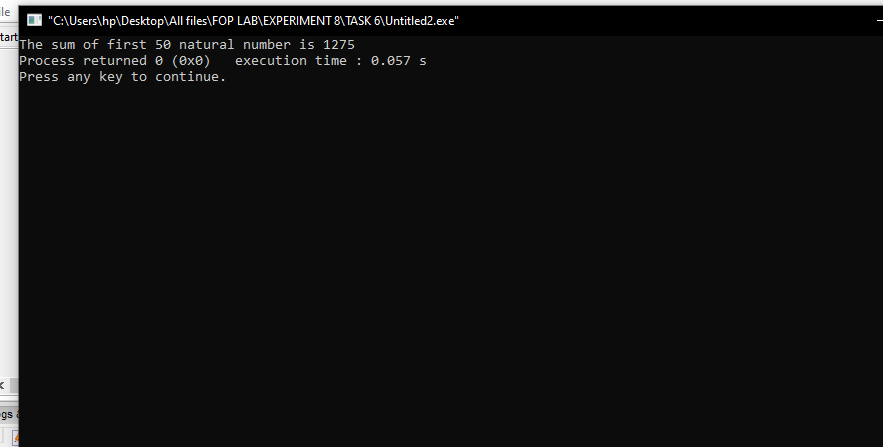 "C:\Users\hp\Desktop\All files\FOP LAB\EXPERIMENT 8\TASK 6\Untitled2.exe"
The sum of first 50 natural number is 1275
Process returned 0 (0x0)   execution time : 0.057 s
Press any key to continue.